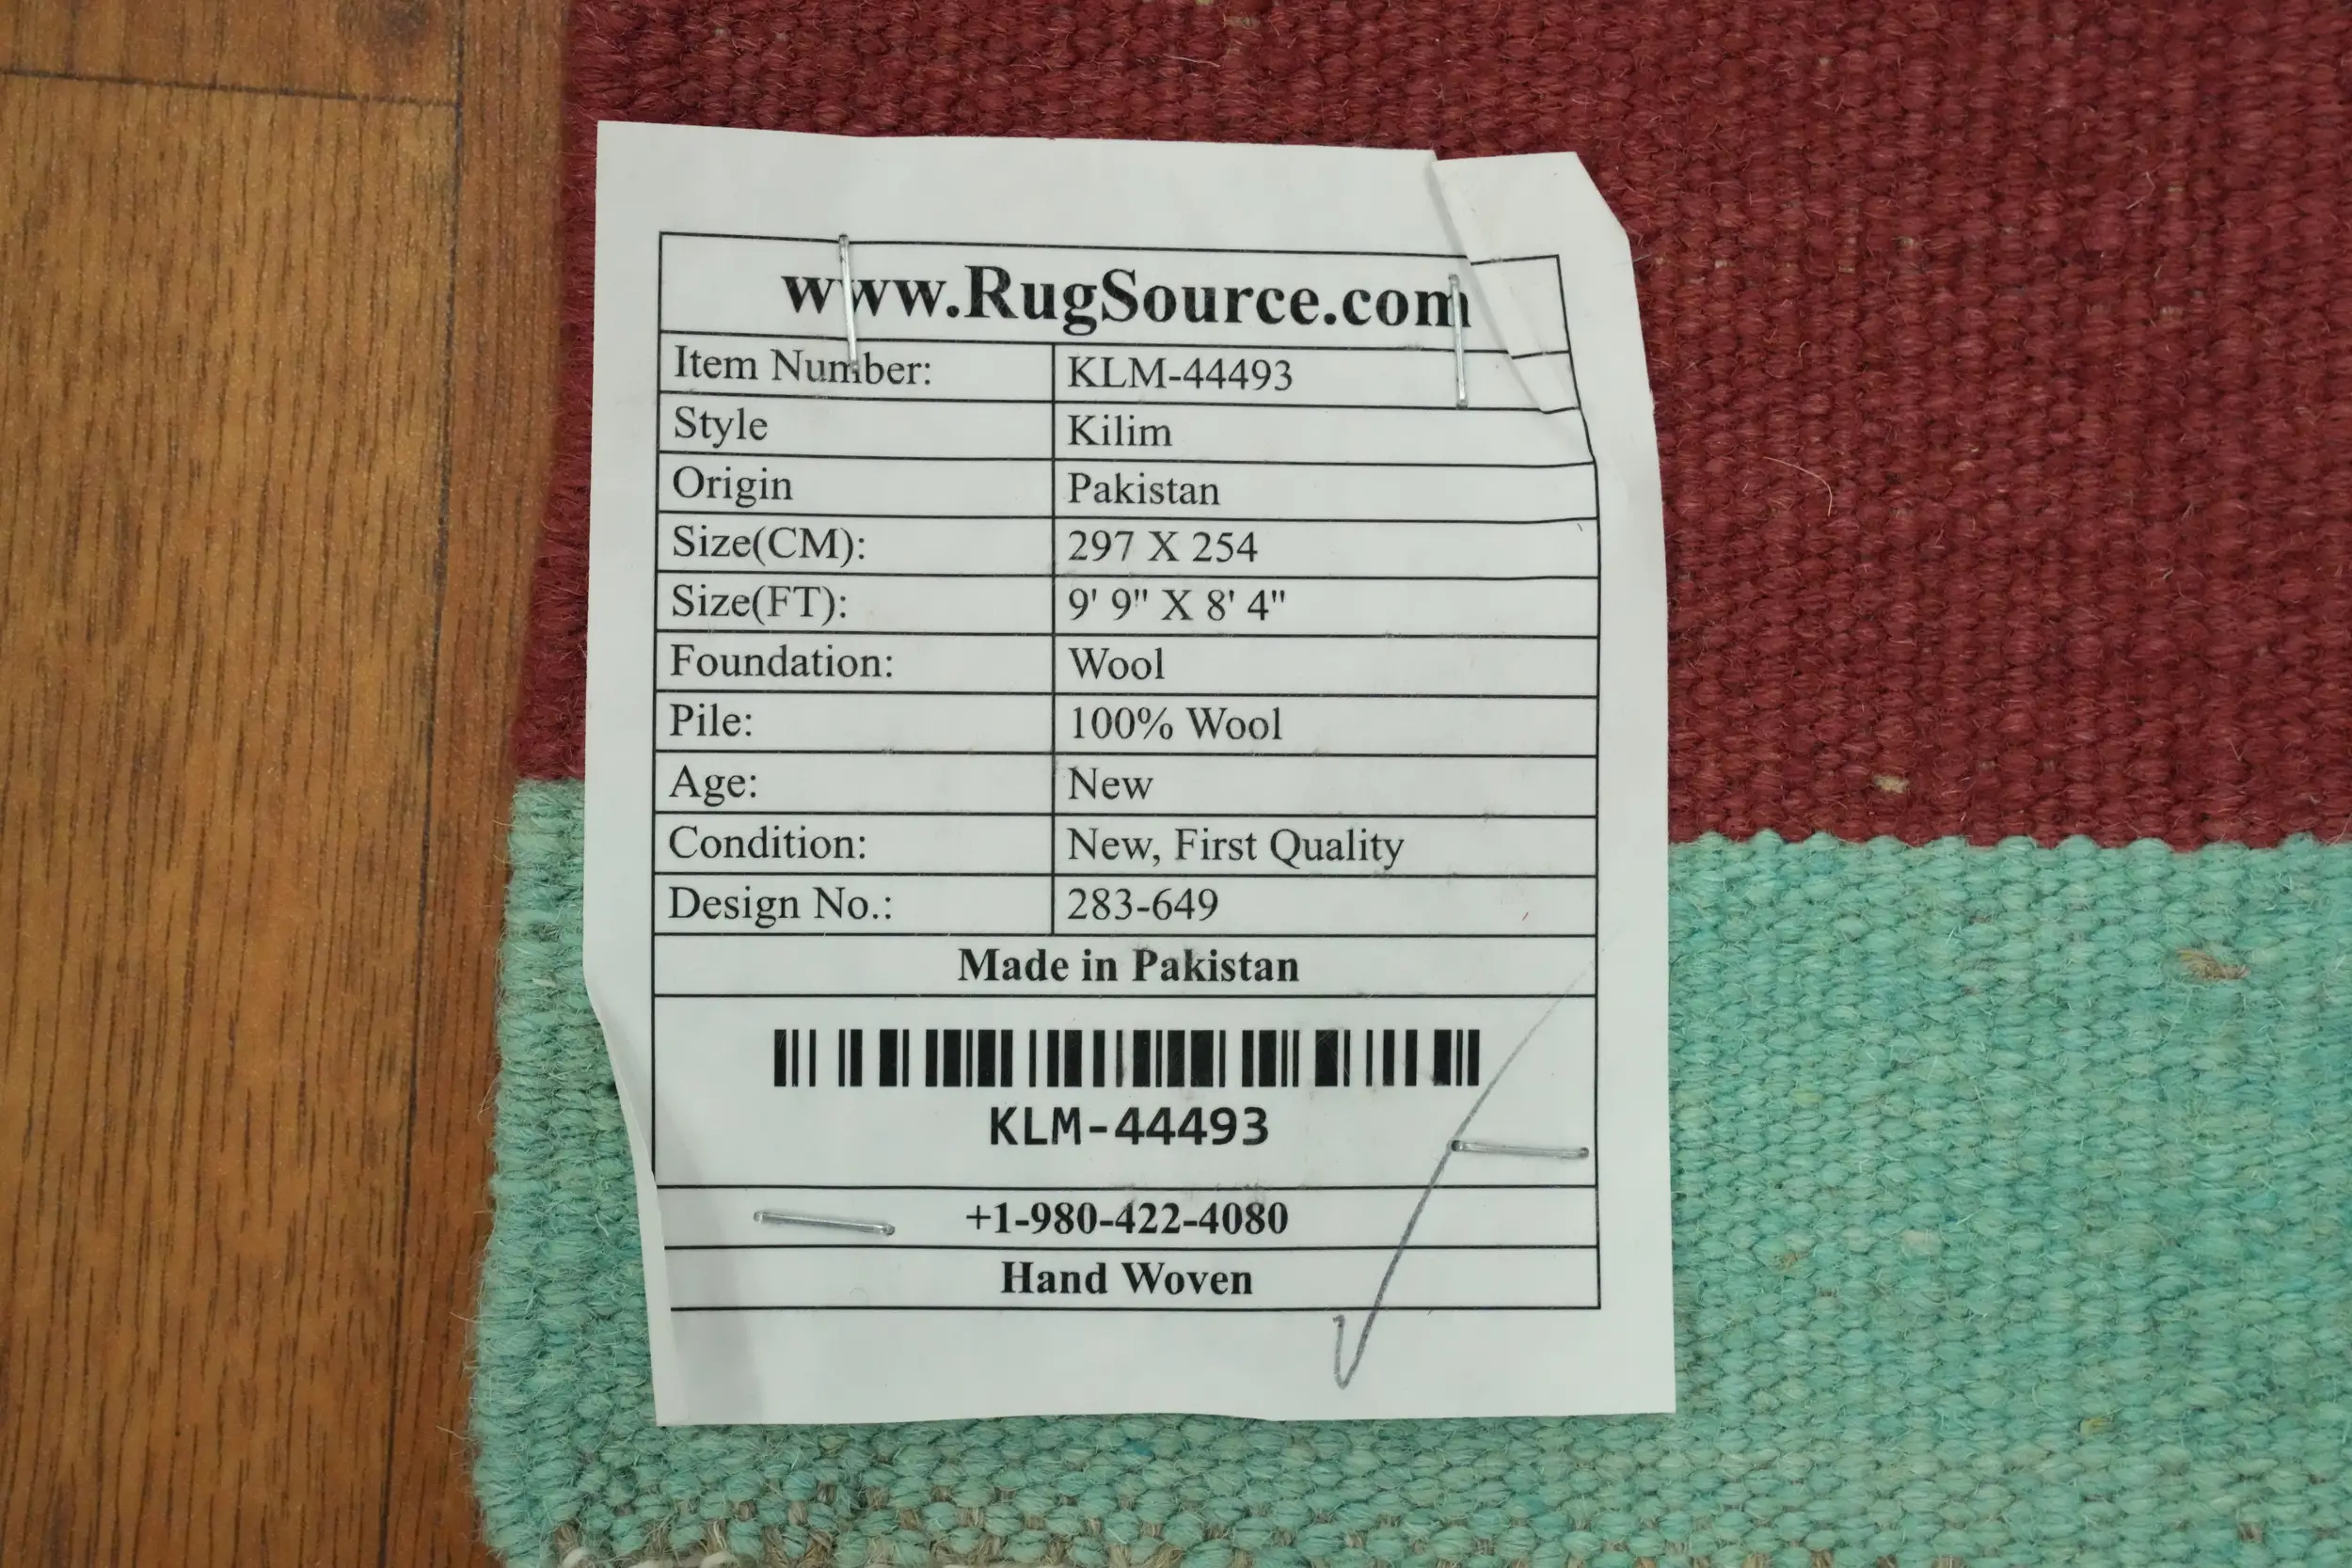 www.RugSource.com
Item Number: KLM-44493
Style Kilim
Origin Pakistan
Size(CM): 297 X 254
Size(FT): 9' 9" X 8' 4"
Foundation: Wool
Pile: 100% Wool
Age: New
Condition: New, First Quality
Design No.: 283-649
Made in Pakistan
KLM-44493
+1-980-422-4080
Hand Woven